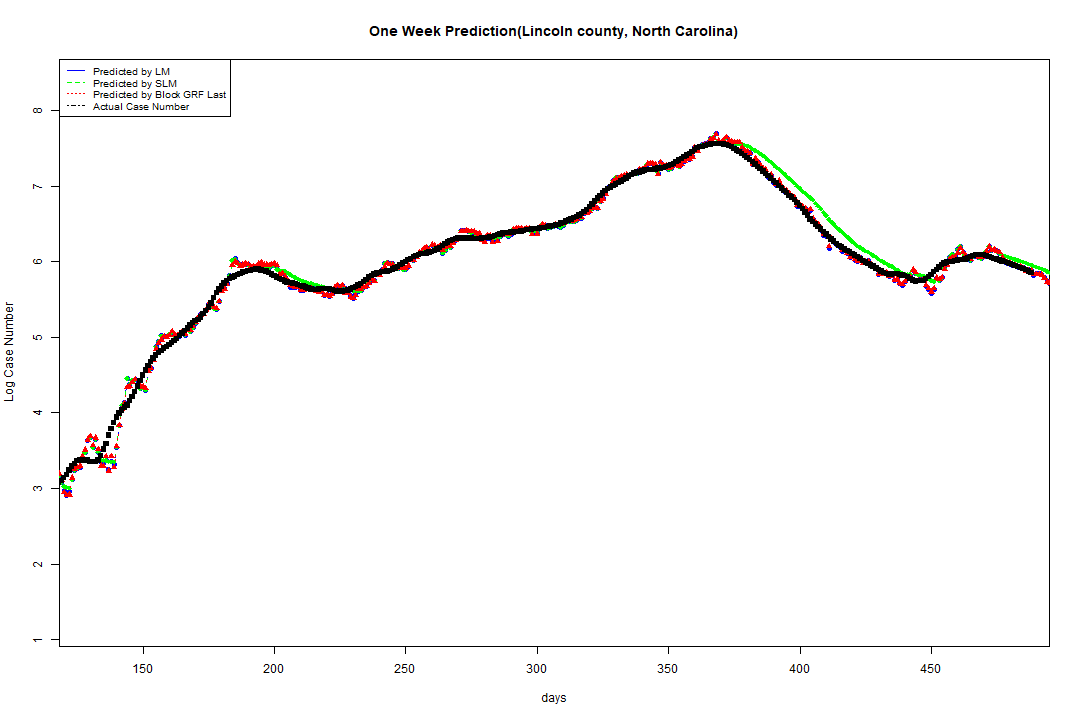 One Week Prediction(Lincoln county, North Carolina)
Predicted by LM
Predicted by SLM
Predicted by Block GRF Last
Actual Case Number
Log Case Number
8
7
6
5
4
3
2
1
150 200 250 300 350 400 450
days